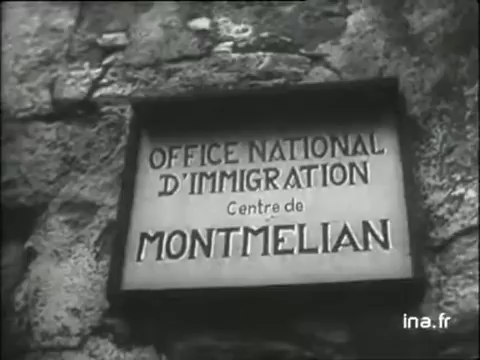 OFFICE NATIONAL
D'IMMIGRATION
Centre de
MONTMELIAN
ina.fr